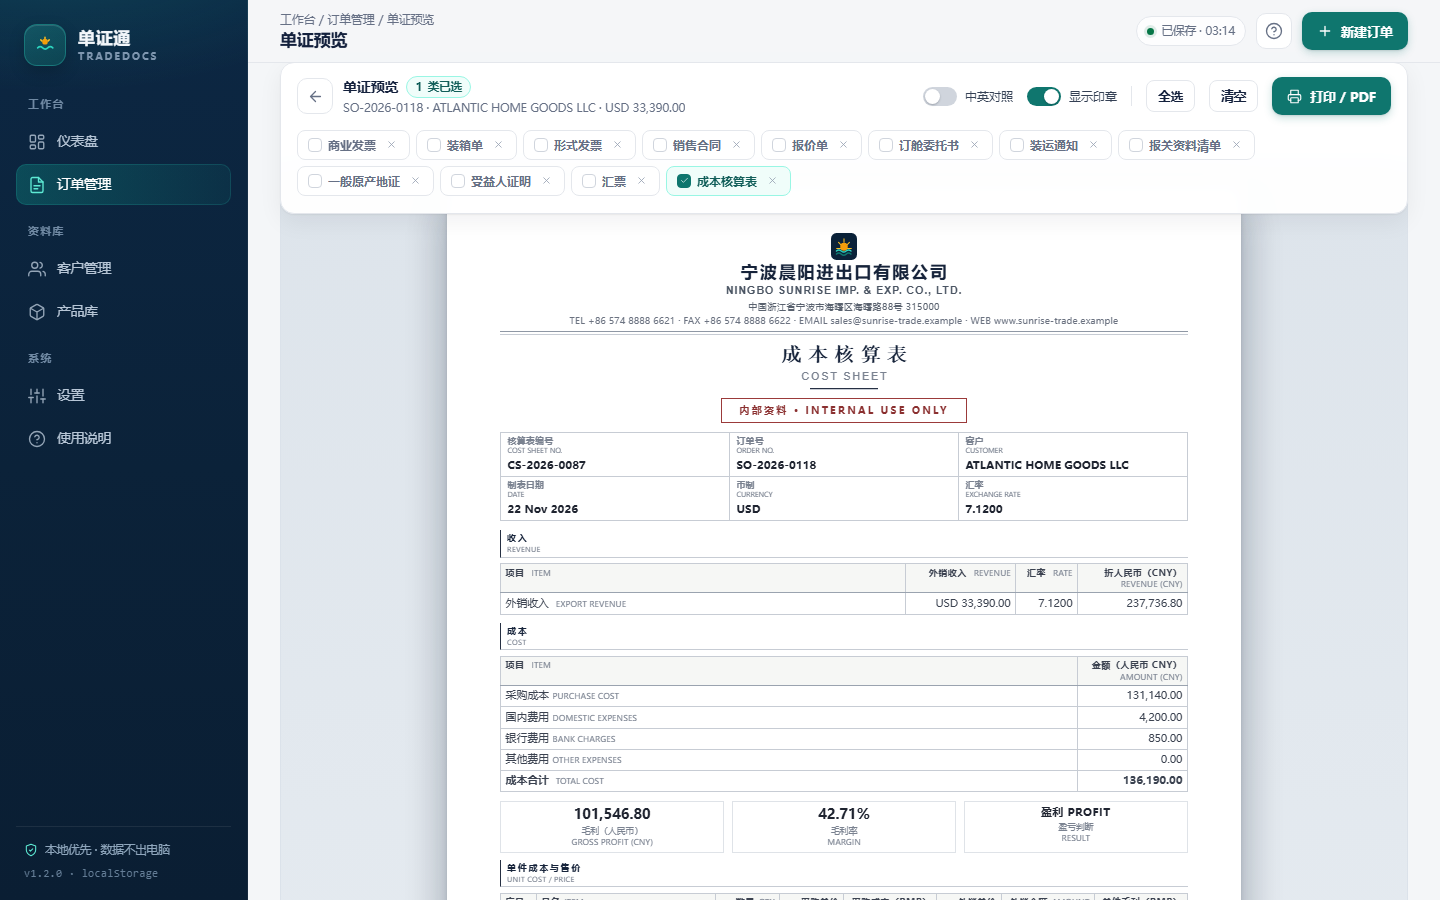 单证通
TRADEDOCS
工作台
仪表盘
订单管理
资料库
客户管理
产品库
系统
设置
使用说明
本地优先 · 数据不出电脑
v1.2.0 · localStorage
工作台 / 订单管理 / 单证预览
单证预览
已保存 · 03:14
新建订单
单证预览 1 类已选
SO-2026-0118 · ATLANTIC HOME GOODS LLC · USD 33,390.00
中英对照 显示印章 全选 清空 打印 / PDF
商业发票 × 装箱单 × 形式发票 × 销售合同 × 报价单 × 订舱委托书 × 装运通知 × 报关资料清单 ×
一般原产地证 × 受益人证明 × 汇票 × 成本核算表 ×
宁波晨阳进出口有限公司
NINGBO SUNRISE IMP. & EXP. CO., LTD.
中国浙江省宁波市海曙区海曙路88号 315000
TEL +86 574 8888 6621 · FAX +86 574 8888 6622 · EMAIL sales@sunrise-trade.example · WEB www.sunrise-trade.example
成本核算表
COST SHEET
内部资料 • INTERNAL USE ONLY
核算表编号 订单号 客户
COST SHEET NO. ORDER NO. CUSTOMER
CS-2026-0087 SO-2026-0118 ATLANTIC HOME GOODS LLC
制表日期 币制 汇率
DATE CURRENCY EXCHANGE RATE
22 Nov 2026 USD 7.1200
收入
REVENUE
项目 ITEM 外销收入 REVENUE 汇率 RATE 折人民币（CNY）
REVENUE (CNY)
外销收入 EXPORT REVENUE USD 33,390.00 7.1200 237,736.80
成本
COST
项目 ITEM 金额（人民币 CNY）
AMOUNT (CNY)
采购成本 PURCHASE COST 131,140.00
国内费用 DOMESTIC EXPENSES 4,200.00
银行费用 BANK CHARGES 850.00
其他费用 OTHER EXPENSES 0.00
成本合计 TOTAL COST 136,190.00
101,546.80 42.71% 盈利 PROFIT
毛利（人民币） 毛利率 盈亏判断
GROSS PROFIT (CNY) MARGIN RESULT
单件成本与售价
UNIT COST / PRICE